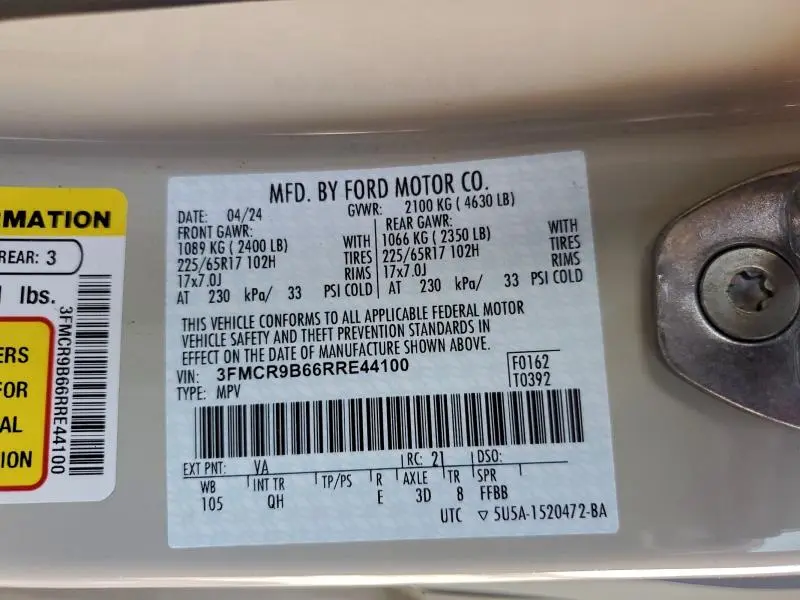 MFD. BY FORD MOTOR CO.
DATE: 04/24 GVWR: 2100 KG ( 4630 LB)
FRONT GAWR: REAR GAWR:
1089 KG ( 2400 LB) WITH 1066 KG ( 2350 LB) WITH
225/65R17 102H TIRES 225/65R17 102H TIRES
17x7.0J RIMS 17x7.0J RIMS
AT 230 kPa/ 33 PSI COLD AT 230 kPa/ 33 PSI COLD
THIS VEHICLE CONFORMS TO ALL APPLICABLE FEDERAL MOTOR
VEHICLE SAFETY AND THEFT PREVENTION STANDARDS IN
EFFECT ON THE DATE OF MANUFACTURE SHOWN ABOVE.
VIN: 3FMCR9B66RRE44100 F0162
TYPE: MPV T0392
EXT PNT: VA RC: 21 DSO:
WB INT TR TP/PS R AXLE TR SPR
105 QH E 3D 8 FFBB
UTC ▽ 5U5A-1520472-BA
RMATION
REAR: 3
lbs.
ERS
FOR
AL
ION
3FMCR9B66RRE44100